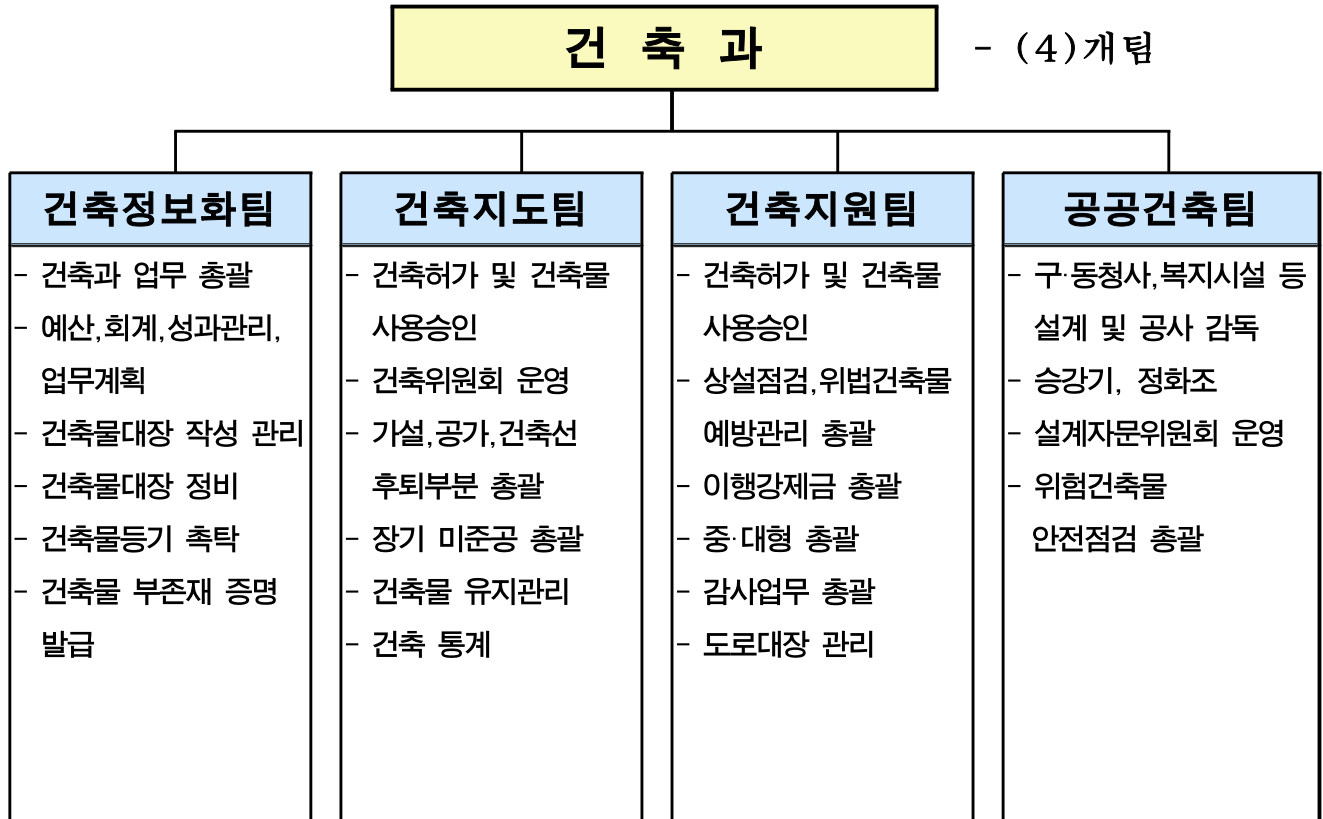 건 축 과
- (4)개팀
건축정보화팀
- 건축과 업무 총괄
- 예산,회계,성과관리,
업무계획
- 건축물대장 작성 관리
- 건축물대장 정비
- 건축물등기 촉탁
- 건축물 부존재 증명
발급
건축지도팀
- 건축허가 및 건축물
사용승인
- 건축위원회 운영
- 가설,공가,건축선
후퇴부분 총괄
- 장기 미준공 총괄
- 건축물 유지관리
- 건축 통계
건축지원팀
- 건축허가 및 건축물
사용승인
- 상설점검,위법건축물
예방관리 총괄
- 이행강제금 총괄
- 중·대형 총괄
- 감사업무 총괄
- 도로대장 관리
공공건축팀
- 구·동청사,복지시설 등
설계 및 공사 감독
- 승강기, 정화조
- 설계자문위원회 운영
- 위험건축물
안전점검 총괄